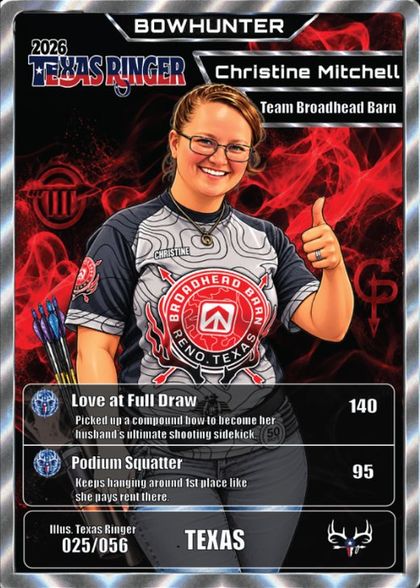 BOWHUNTER
2026
TEXAS RINGER
Christine Mitchell
Team Broadhead Barn
CHRISTINE
BROADHEAD BARN
RENO, TEXAS
Love at Full Draw
140
Picked up a compound bow to become her
husband's ultimate shooting sidekick.
50
Podium Squatter
95
Keeps hanging around 1st place like
she pays rent there.
Illus. Texas Ringer
025/056
TEXAS